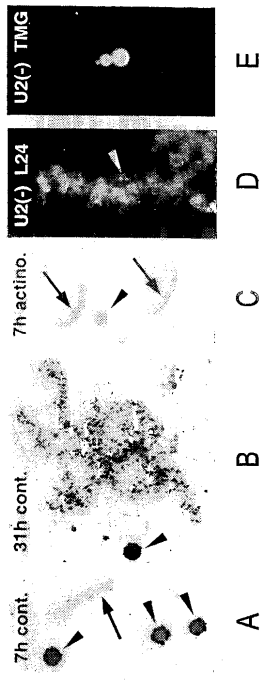 7h cont.
31h cont.
7h actino.
U2(-) L24
U2(-) TMG
A
B
C
D
E